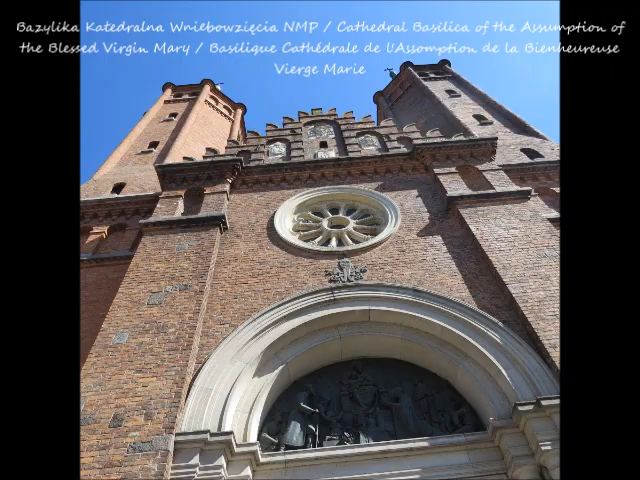 Bazylika Katedralna Wniebowzięcia NMP / Cathedral Basilica of the Assumption of
the Blessed Virgin Mary / Basilique Cathédrale de l'Assomption de la Bienheureuse
Vierge Marie